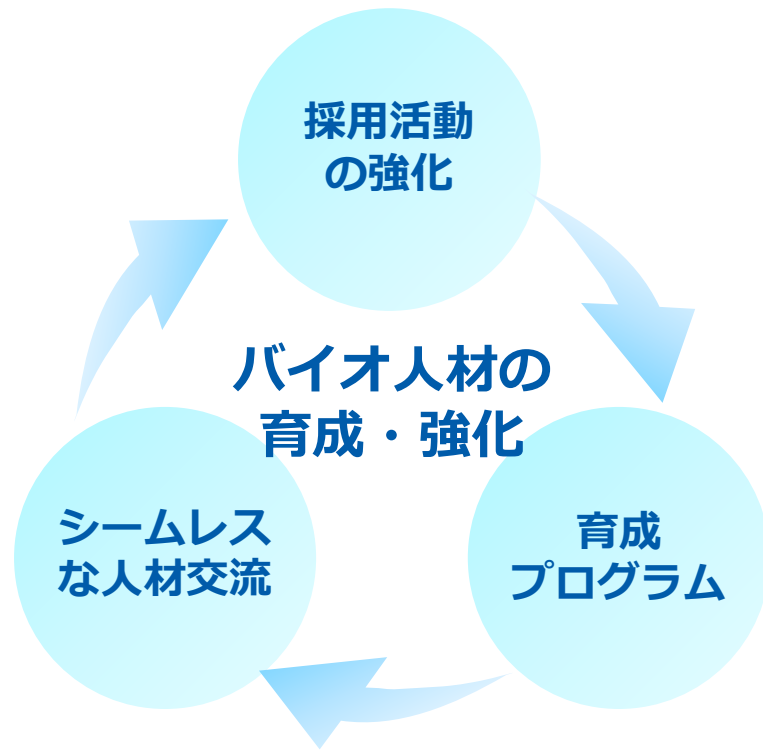 採用活動
の強化
バイオ人材の
育成・強化
シームレス
な人材交流
育成
プログラム